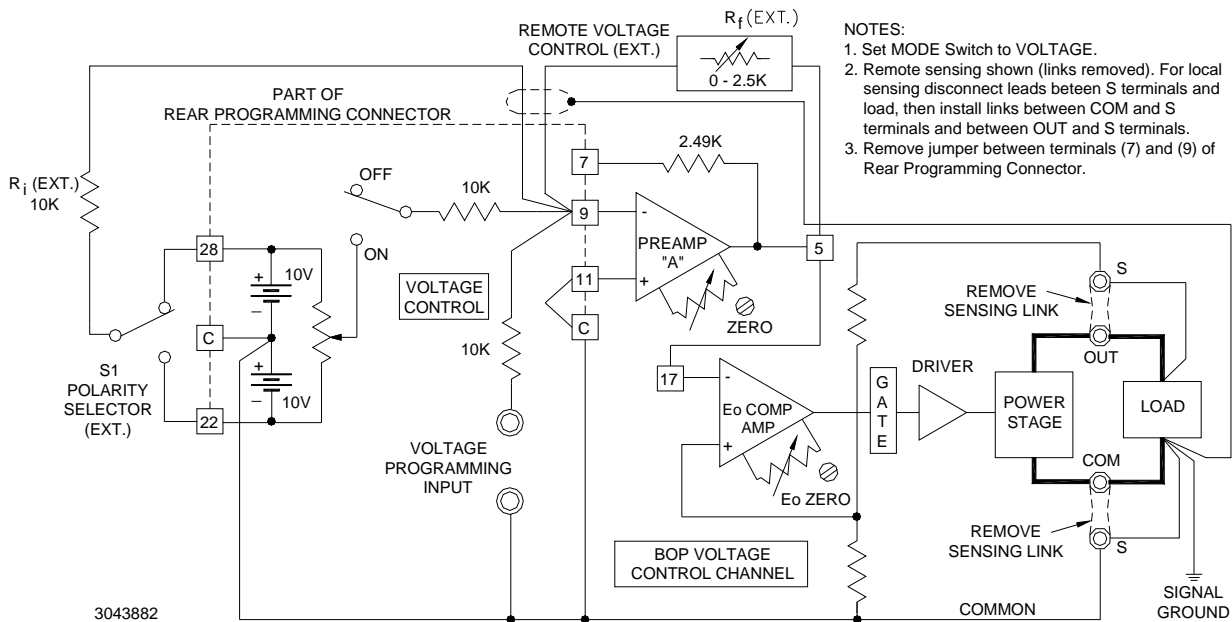 REMOTE VOLTAGE
CONTROL (EXT.)
Rf (EXT.)
0 - 2.5K
NOTES:
1. Set MODE Switch to VOLTAGE.
2. Remote sensing shown (links removed). For local
sensing disconnect leads beteen S terminals and
load, then install links between COM and S
terminals and between OUT and S terminals.
3. Remove jumper between terminals (7) and (9) of
Rear Programming Connector.
PART OF
REAR PROGRAMMING CONNECTOR
Ri (EXT.)
10K
OFF
ON
10K
7
2.49K
9
-
PREAMP
"A"
+
11
C
ZERO
5
28
+
10V
–
C
+
10V
–
22
S1
POLARITY
SELECTOR
(EXT.)
VOLTAGE
CONTROL
10K
VOLTAGE
PROGRAMMING
INPUT
17
-
Eo COMP
AMP
+
Eo ZERO
GATE
DRIVER
POWER
STAGE
LOAD
S
REMOVE
SENSING LINK
OUT
COM
REMOVE
SENSING LINK
S
BOP VOLTAGE
CONTROL CHANNEL
COMMON
SIGNAL
GROUND
3043882